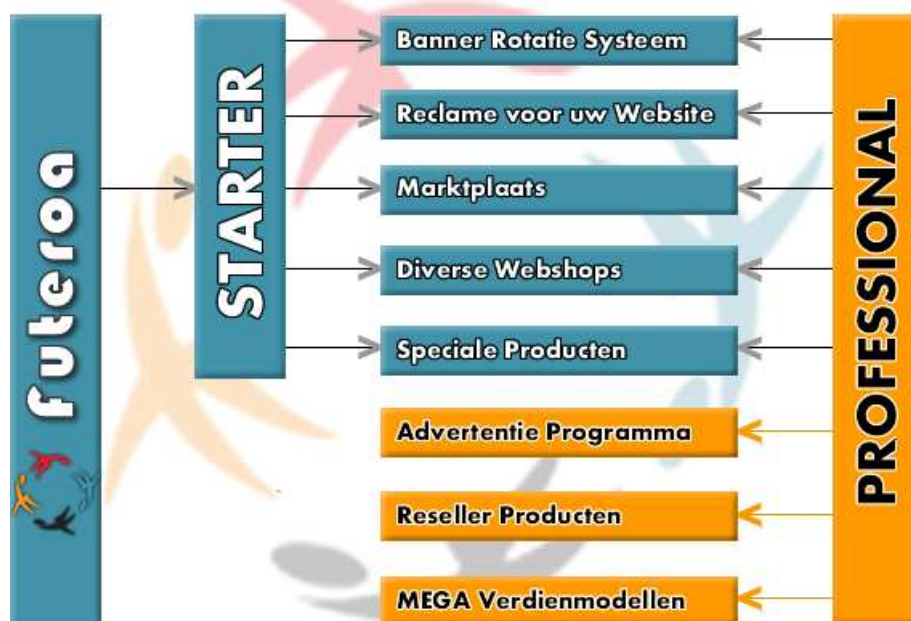 Futeroa
STARTER
Banner Rotatie Systeem
Reclame voor uw Website
Marktplaats
Diverse Webshops
Speciale Producten
Advertentie Programma
Reseller Producten
MEGA Verdienmodellen
PROFESSIONAL